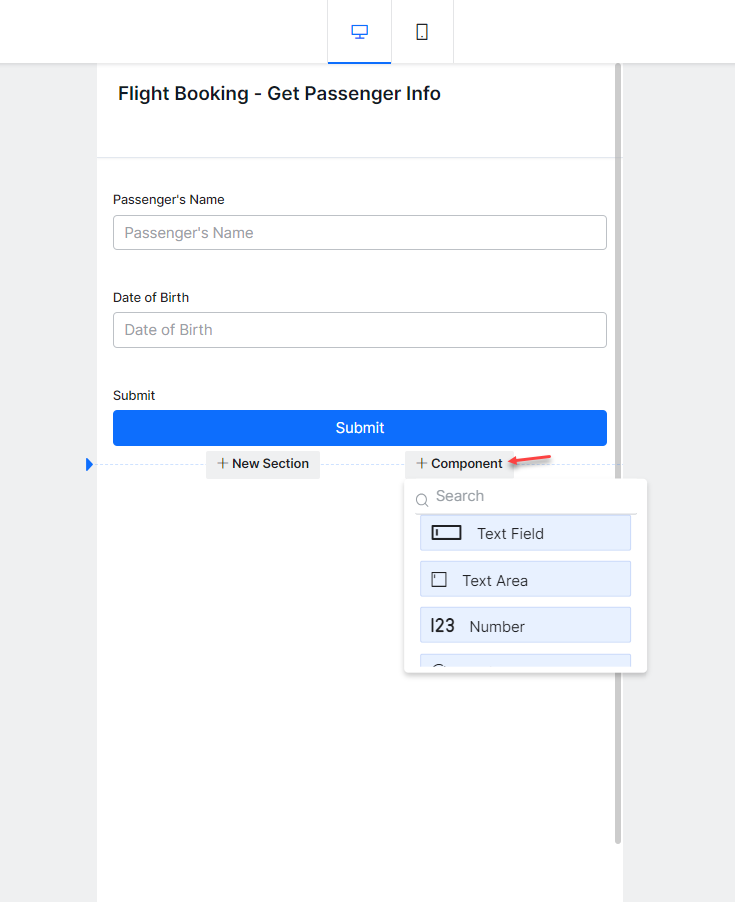 Flight Booking - Get Passenger Info
Passenger's Name
Passenger's Name
Date of Birth
Date of Birth
Submit
Submit
+ New Section
+ Component
Search
Text Field
Text Area
123 Number